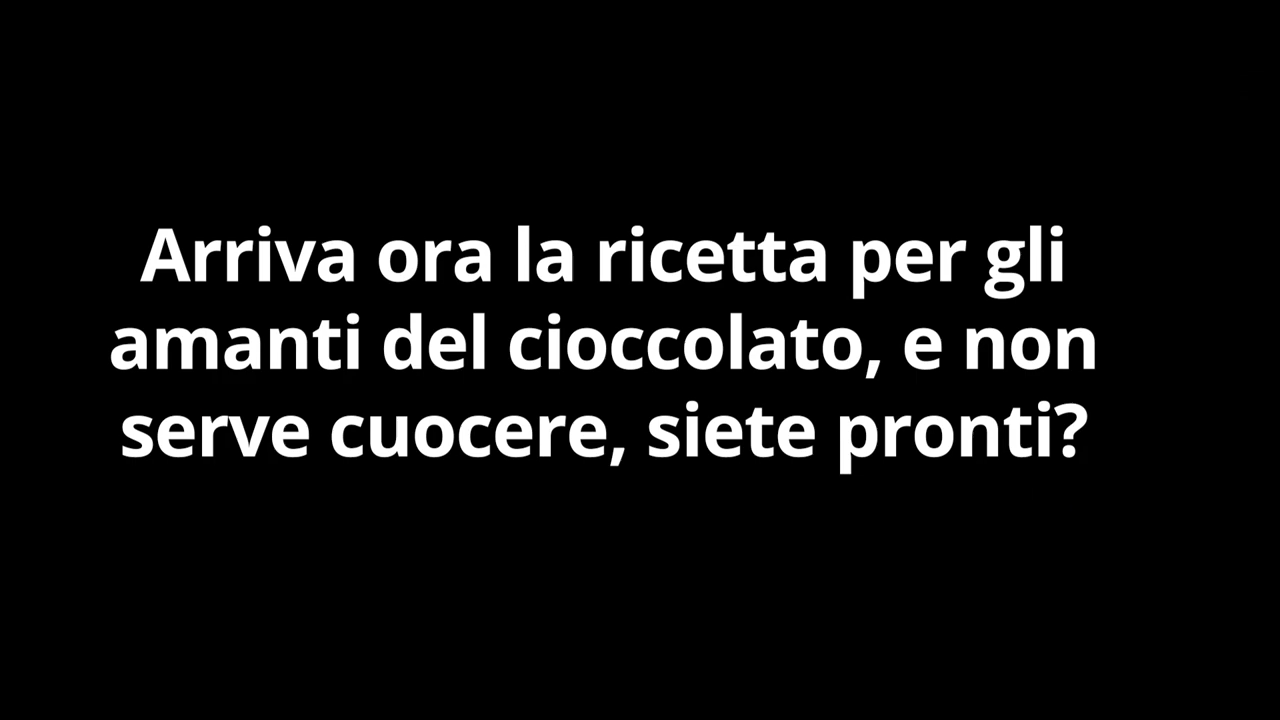 Arriva ora la ricetta per gli
amanti del cioccolato, e non
serve cuocere, siete pronti?